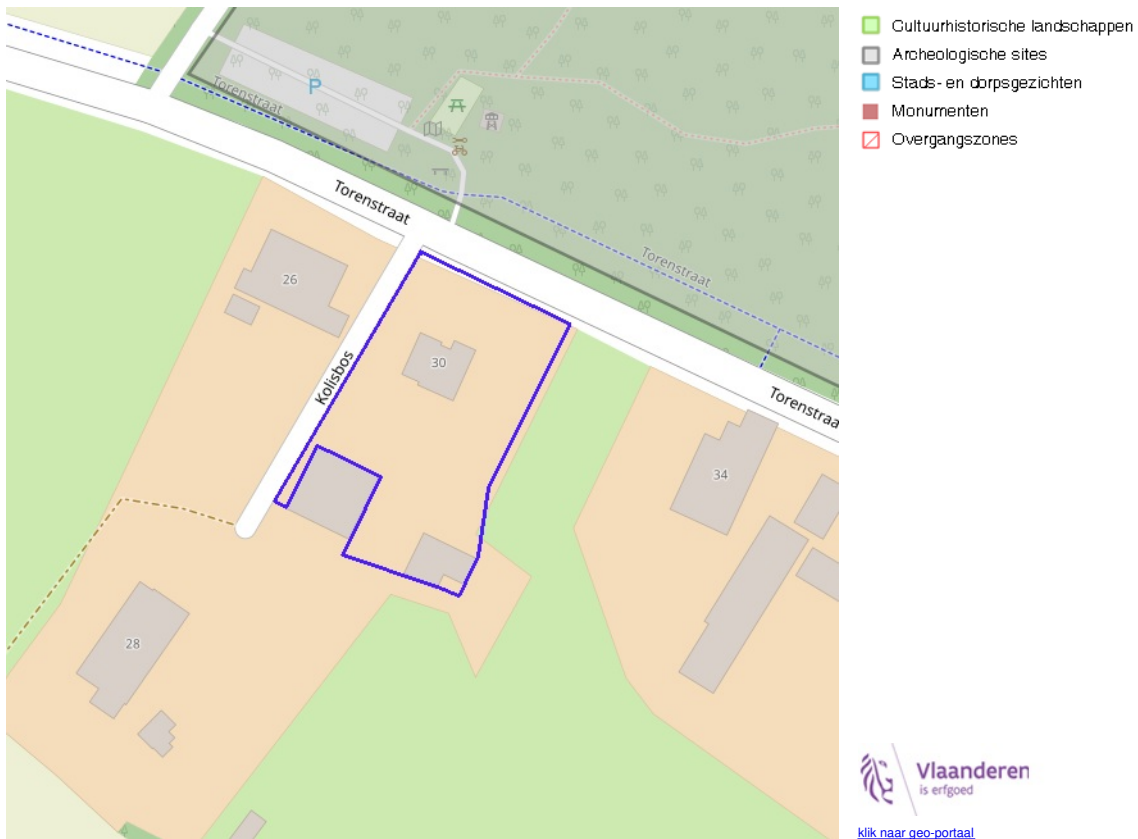 Torenstraat
P
Torenstraat
Torenstraat
Torenstraa
26
30
Kolisbos
34
28
Cultuurhistorische landschappen
Archeologische sites
Stads- en dorpsgezichten
Monumenten
Overgangszones
Vlaanderen
is erfgoed
klik naar geo-portaal